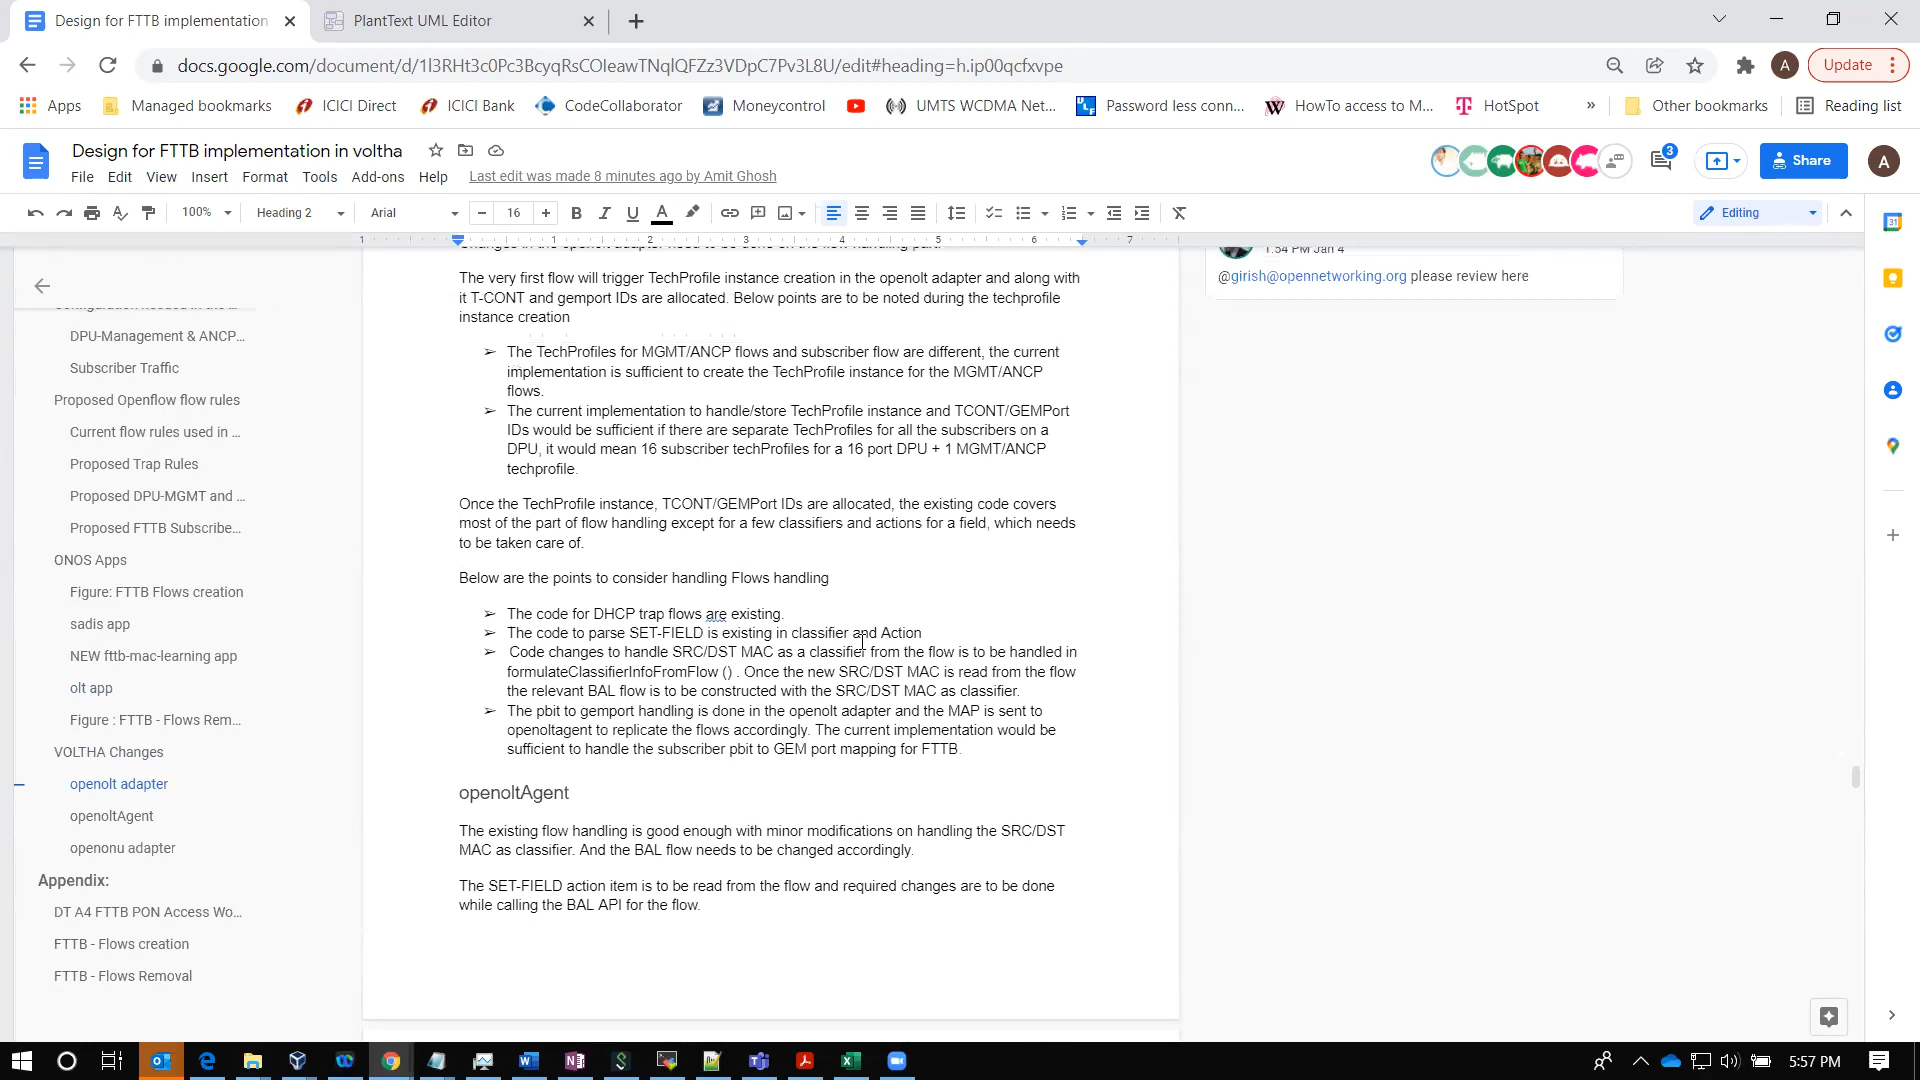 Design for FTTB implementation
PlantText UML Editor
docs.google.com/document/d/1l3RHt3c0Pc3BcyqRsCOIeawTNqlQFZz3VDpC7Pv3L8U/edit#heading=h.ip00qcfxvpe
A
Update
Apps
Managed bookmarks
ICICI Direct
ICICI Bank
CodeCollaborator
Moneycontrol
UMTS WCDMA Net...
Password less conn...
HowTo access to M...
HotSpot
»
Other bookmarks
Reading list
Design for FTTB implementation in voltha
3
Share
A
File Edit View Insert Format Tools Add-ons Help
Last edit was made 8 minutes ago by Amit Ghosh
100%
Heading 2
Arial
16
Editing
1 1 2 3 4 5 6 7
DPU-Management & ANCP...
Subscriber Traffic
Proposed Openflow flow rules
Current flow rules used in ...
Proposed Trap Rules
Proposed DPU-MGMT and ...
Proposed FTTB Subscribe...
ONOS Apps
Figure: FTTB Flows creation
sadis app
NEW fttb-mac-learning app
olt app
Figure : FTTB - Flows Rem...
VOLTHA Changes
openolt adapter
openoltAgent
openonu adapter
Appendix:
DT A4 FTTB PON Access Wo...
FTTB - Flows creation
FTTB - Flows Removal
The very first flow will trigger TechProfile instance creation in the openolt adapter and along with
it T-CONT and gemport IDs are allocated. Below points are to be noted during the techprofile
instance creation
➢ The TechProfiles for MGMT/ANCP flows and subscriber flow are different, the current
implementation is sufficient to create the TechProfile instance for the MGMT/ANCP
flows.
➢ The current implementation to handle/store TechProfile instance and TCONT/GEMPort
IDs would be sufficient if there are separate TechProfiles for all the subscribers on a
DPU, it would mean 16 subscriber techProfiles for a 16 port DPU + 1 MGMT/ANCP
techprofile.
Once the TechProfile instance, TCONT/GEMPort IDs are allocated, the existing code covers
most of the part of flow handling except for a few classifiers and actions for a field, which needs
to be taken care of.
Below are the points to consider handling Flows handling
➢ The code for DHCP trap flows are existing.
➢ The code to parse SET-FIELD is existing in classifier and Action
➢ Code changes to handle SRC/DST MAC as a classifier from the flow is to be handled in
formulateClassifierInfoFromFlow () . Once the new SRC/DST MAC is read from the flow
the relevant BAL flow is to be constructed with the SRC/DST MAC as classifier.
➢ The pbit to gemport handling is done in the openolt adapter and the MAP is sent to
openoltagent to replicate the flows accordingly. The current implementation would be
sufficient to handle the subscriber pbit to GEM port mapping for FTTB.
openoltAgent
The existing flow handling is good enough with minor modifications on handling the SRC/DST
MAC as classifier. And the BAL flow needs to be changed accordingly.
The SET-FIELD action item is to be read from the flow and required changes are to be done
while calling the BAL API for the flow.
1:54 PM Jan 4
@girish@opennetworking.org please review here
31
5:57 PM